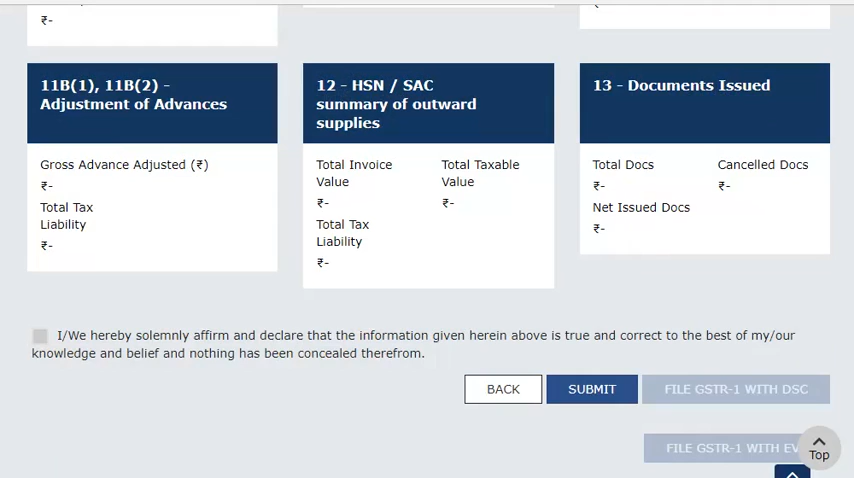 ₹-
11B(1), 11B(2) -
Adjustment of Advances
Gross Advance Adjusted (₹)
₹-
Total Tax
Liability
₹-
12 - HSN / SAC
summary of outward
supplies
Total Invoice
Value
₹-
Total Taxable
Value
₹-
Total Tax
Liability
₹-
13 - Documents Issued
Total Docs
₹-
Cancelled Docs
₹-
Net Issued Docs
₹-
I/We hereby solemnly affirm and declare that the information given herein above is true and correct to the best of my/our
knowledge and belief and nothing has been concealed therefrom.
BACK
SUBMIT
FILE GSTR-1 WITH DSC
FILE GSTR-1 WITH EV
Top